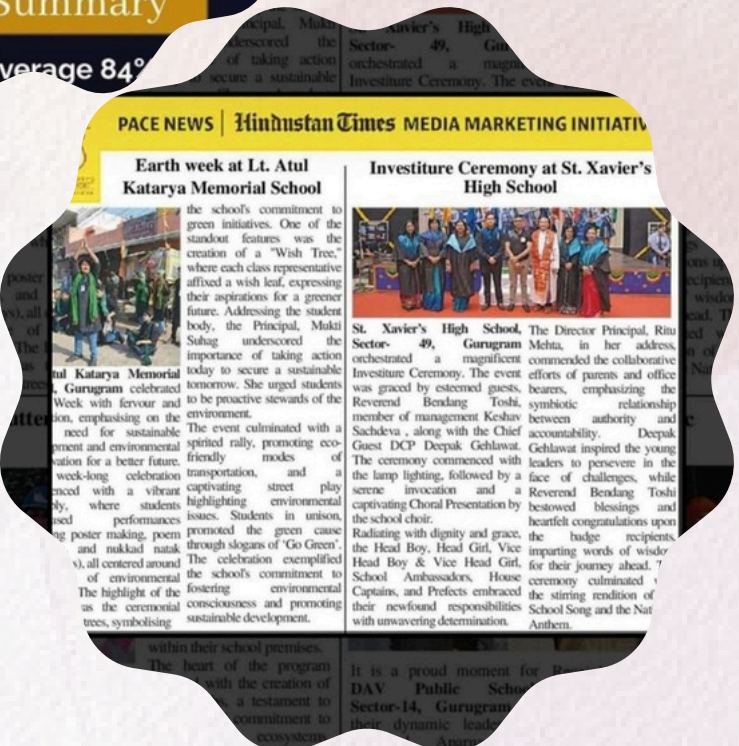 Summary
verage 84%
PACE NEWS | Hindustan Times MEDIA MARKETING INITIATIV
Earth week at Lt. Atul
Katarya Memorial School
the school's commitment to
green initiatives. One of the
standout features was the
creation of a "Wish Tree,"
where each class representative
affixed a wish leaf, expressing
their aspirations for a greener
future. Addressing the student
body, the Principal, Mukti
Suhag underscored the
importance of taking action
today to secure a sustainable
tomorrow. She urged students
to be proactive stewards of the
environment.
The event culminated with a
spirited rally, promoting eco-
friendly modes of
transportation, and a
captivating street play
highlighting environmental
issues. Students in unison,
promoted the green cause
through slogans of 'Go Green'.
The celebration exemplified
the school's commitment to
fostering environmental
consciousness and promoting
sustainable development.
tul Katarya Memorial
, Gurugram celebrated
Week with fervour and
ion, emphasising on the
need for sustainable
pment and environmental
vation for a better future.
week-long celebration
enced with a vibrant
ly, where students
sed performances
ng poster making, poem
and nukkad natak
s), all centered around
of environmental
The highlight of the
as the ceremonial
trees, symbolising
Investiture Ceremony at St. Xavier's
High School
St. Xavier's High School,
Sector- 49, Gurugram
orchestrated a magnificent
Investiture Ceremony. The event
was graced by esteemed guests,
Reverend Bendang Toshi,
member of management Keshav
Sachdeva , along with the Chief
Guest DCP Deepak Gehlawat.
The ceremony commenced with
the lamp lighting, followed by a
serene invocation and a
captivating Choral Presentation by
the school choir.
Radiating with dignity and grace,
the Head Boy, Head Girl, Vice
Head Boy & Vice Head Girl,
School Ambassadors, House
Captains, and Prefects embraced
their newfound responsibilities
with unwavering determination.
The Director Principal, Ritu
Mehta, in her address,
commended the collaborative
efforts of parents and office
bearers, emphasizing the
symbiotic relationship
between authority and
accountability. Deepak
Gehlawat inspired the young
leaders to persevere in the
face of challenges, while
Reverend Bendang Toshi
bestowed blessings and
heartfelt congratulations upon
the badge recipients,
imparting words of wisdo
for their journey ahead.
ceremony culminated
the stirring rendition of
School Song and the Nat
Anthem.
within their school premises.
The heart of the program
with the creation of
, a testament to
commitment to
ecosystems
It is a proud moment for
DAV Public Schoo
Sector-14, Gurugram
their dynamic leade